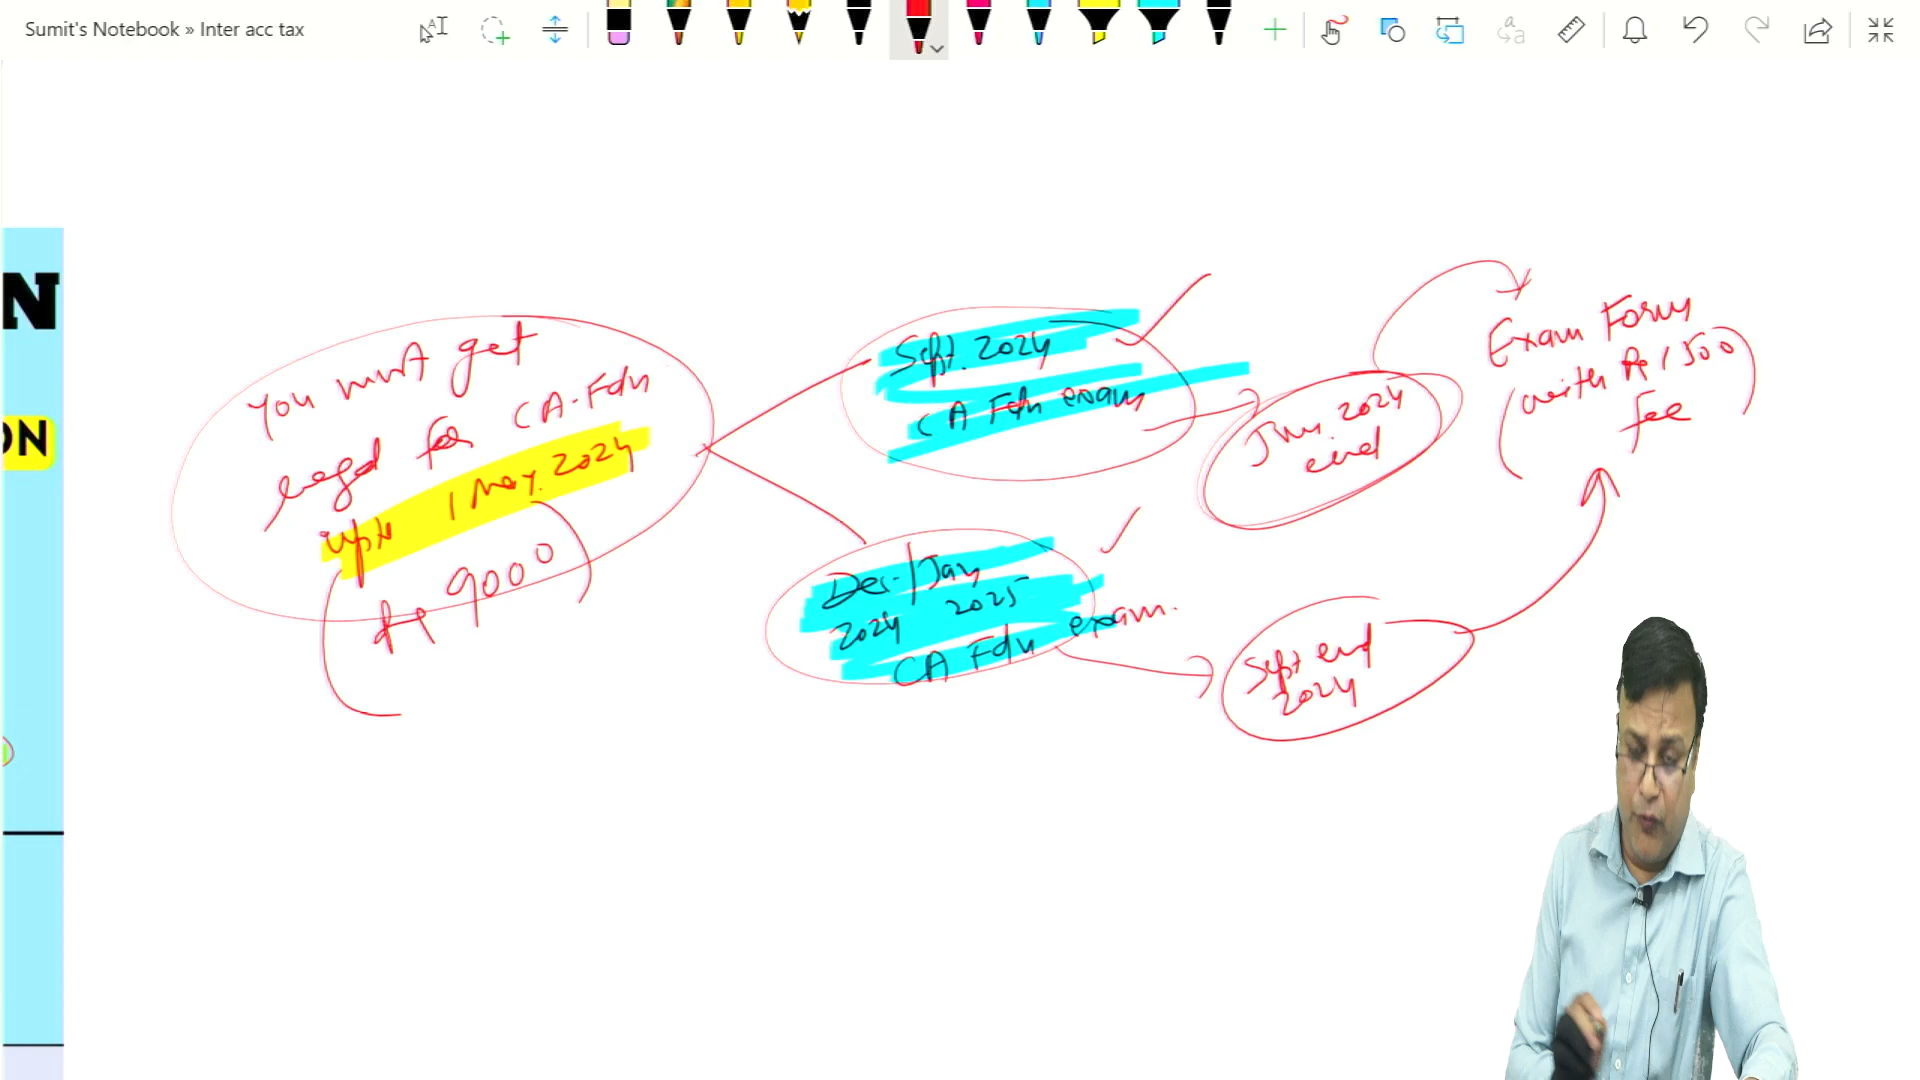 Sumit's Notebook » Inter acc tax
N
ON
You must get
regd for CA-Fdn
upto 1 May. 2024
Rs 9000
Sept. 2024
CA Fdn exam
Dec/Jan
2024 2025
CA Fdn exam.
June 2024
end
Sept end
2024
Exam Form
(with Rs 1500
fee